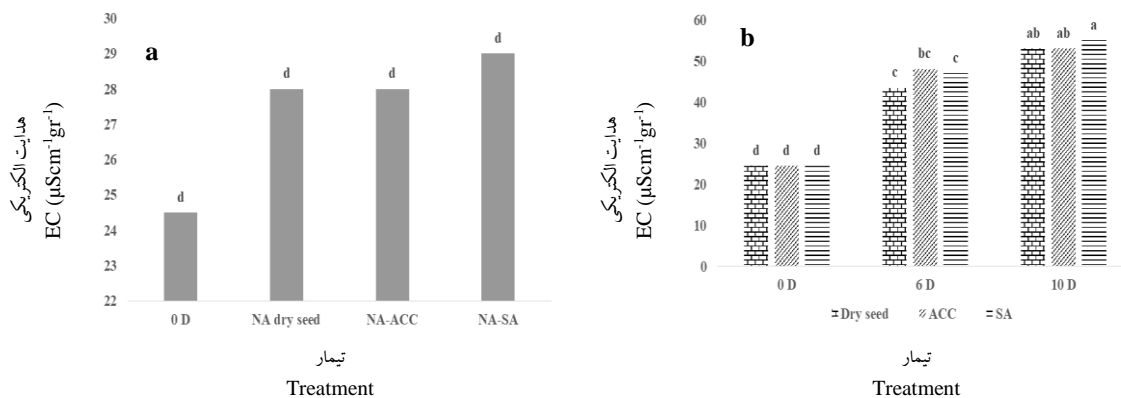 a
30
29
28
27
26
25
24
23
22
d
d
d
d
هدایت الکتریکی
EC (µScm-1gr-1)
0 D
NA dry seed
NA-ACC
NA-SA
تیمار
Treatment
b
60
50
40
30
20
10
0
d d d
c bc c
ab ab a
هدایت الکتریکی
EC (µScm-1gr-1)
0 D
6 D
10 D
Dry seed
ACC
SA
تیمار
Treatment